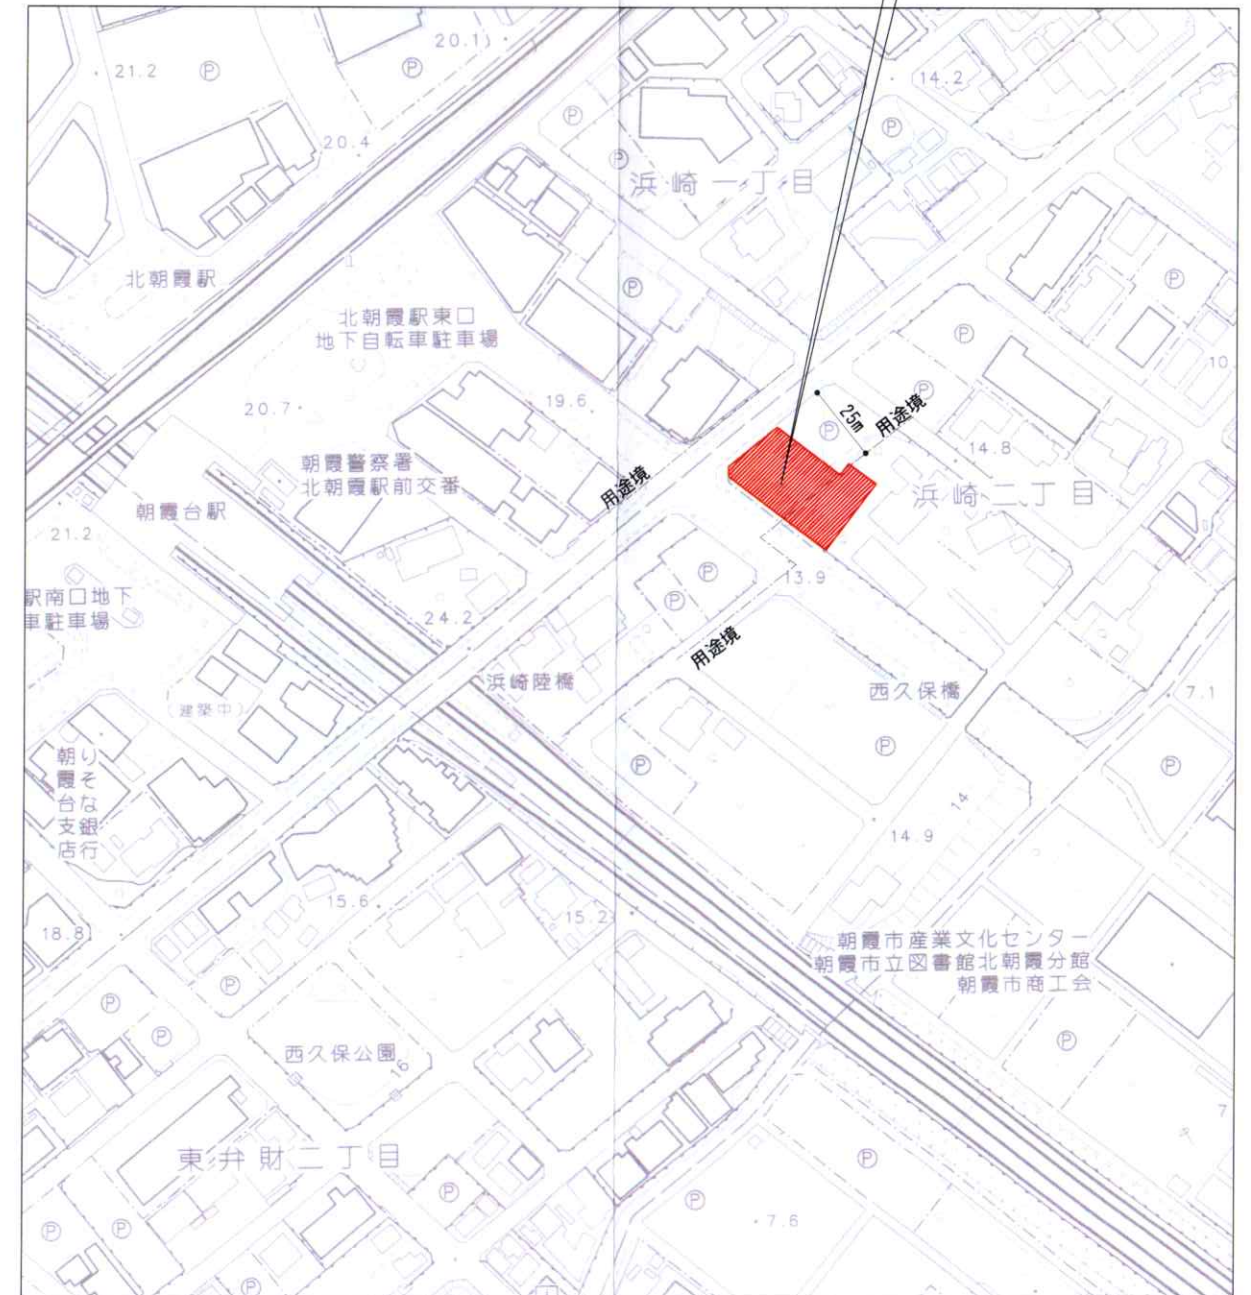 20.1
21.2
Ⓟ
Ⓟ
14.2
Ⓟ
Ⓟ
20.4
Ⓟ
浜崎一丁目
北朝霞駅
Ⓟ
Ⓟ
北朝霞駅東口
地下自転車駐車場
Ⓟ
10
20.7
19.6
25m
Ⓟ
用途境
Ⓟ
14.8
朝霞警察署
北朝霞駅前交番
用途境
浜崎二丁目
朝霞台駅
21.2
Ⓟ
13.9
駅南口地下
車駐車場
Ⓟ
24.2
用途境
浜崎陸橋
西久保橋
7.1
(建築中)
Ⓟ
Ⓟ
Ⓟ
りそな銀行
朝霞台支店
14
14.9
15.6
15.2
18.8
朝霞市産業文化センター
朝霞市立図書館北朝霞分館
朝霞市商工会
Ⓟ
Ⓟ
Ⓟ
Ⓟ
西久保公園
16
7
東弁財二丁目
Ⓟ
Ⓟ
Ⓟ
7.6
Ⓟ
Ⓟ
Ⓟ